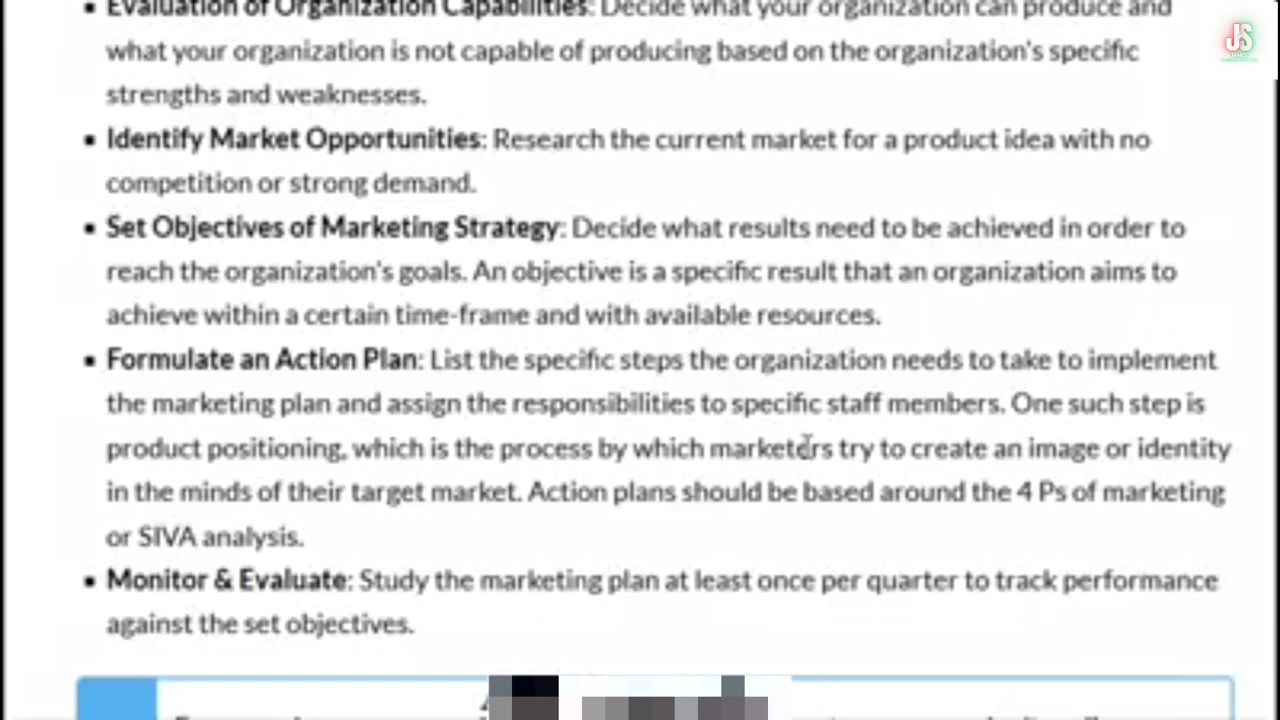 ▪ Evaluation of Organization Capabilities: Decide what your organization can produce and
what your organization is not capable of producing based on the organization's specific
strengths and weaknesses.
▪ Identify Market Opportunities: Research the current market for a product idea with no
competition or strong demand.
▪ Set Objectives of Marketing Strategy: Decide what results need to be achieved in order to
reach the organization's goals. An objective is a specific result that an organization aims to
achieve within a certain time-frame and with available resources.
▪ Formulate an Action Plan: List the specific steps the organization needs to take to implement
the marketing plan and assign the responsibilities to specific staff members. One such step is
product positioning, which is the process by which marketers try to create an image or identity
in the minds of their target market. Action plans should be based around the 4 Ps of marketing
or SIVA analysis.
▪ Monitor & Evaluate: Study the marketing plan at least once per quarter to track performance
against the set objectives.
JS